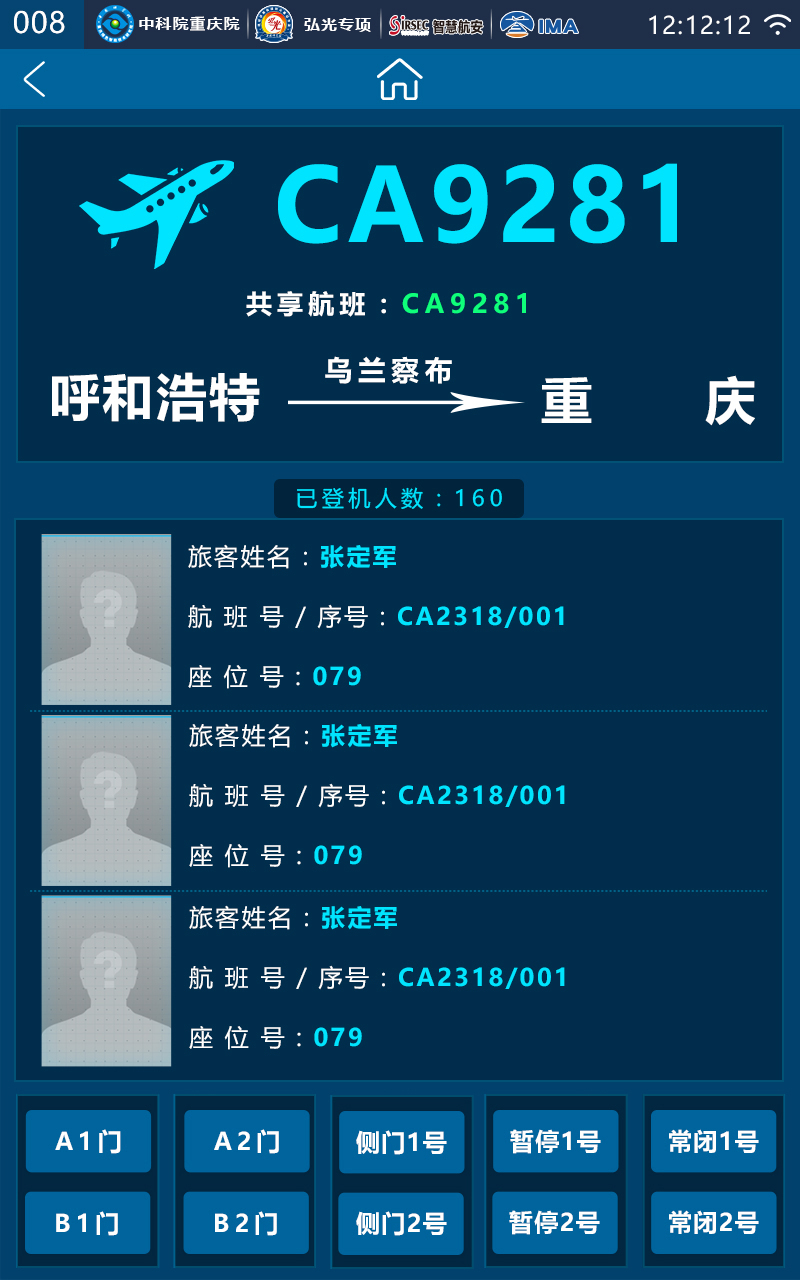 008 中科院重庆院 弘光专项 SiRSEC 智慧航安 IMA 12:12:12
CA9281
共享航班：CA9281
呼和浩特 乌兰察布 重 庆
已登机人数：160
旅客姓名：张定军
航 班 号 / 序号：CA2318/001
座 位 号：079
旅客姓名：张定军
航 班 号 / 序号：CA2318/001
座 位 号：079
旅客姓名：张定军
航 班 号 / 序号：CA2318/001
座 位 号：079
A1门 A2门 侧门1号 暂停1号 常闭1号
B1门 B2门 侧门2号 暂停2号 常闭2号